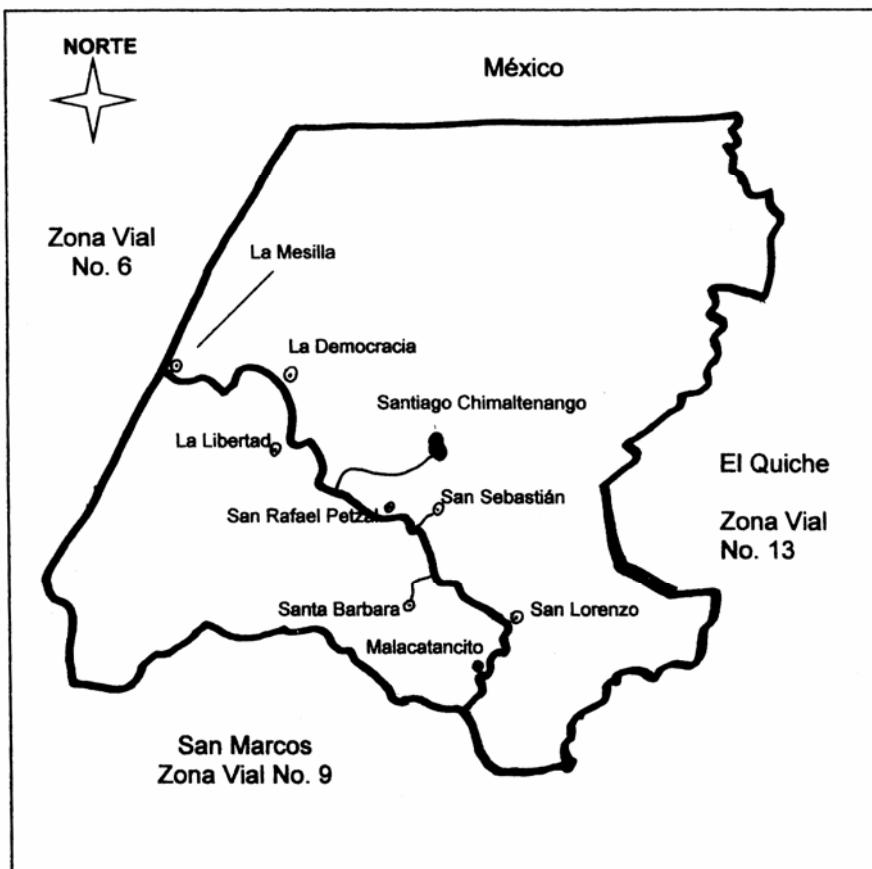 NORTE
México
Zona Vial
No. 6
La Mesilla
La Democracia
Santiago Chimaltenango
La Libertad
El Quiche
San Sebastián
San Rafael Petzal
Zona Vial
No. 13
Santa Barbara
San Lorenzo
Malacatancito
San Marcos
Zona Vial No. 9